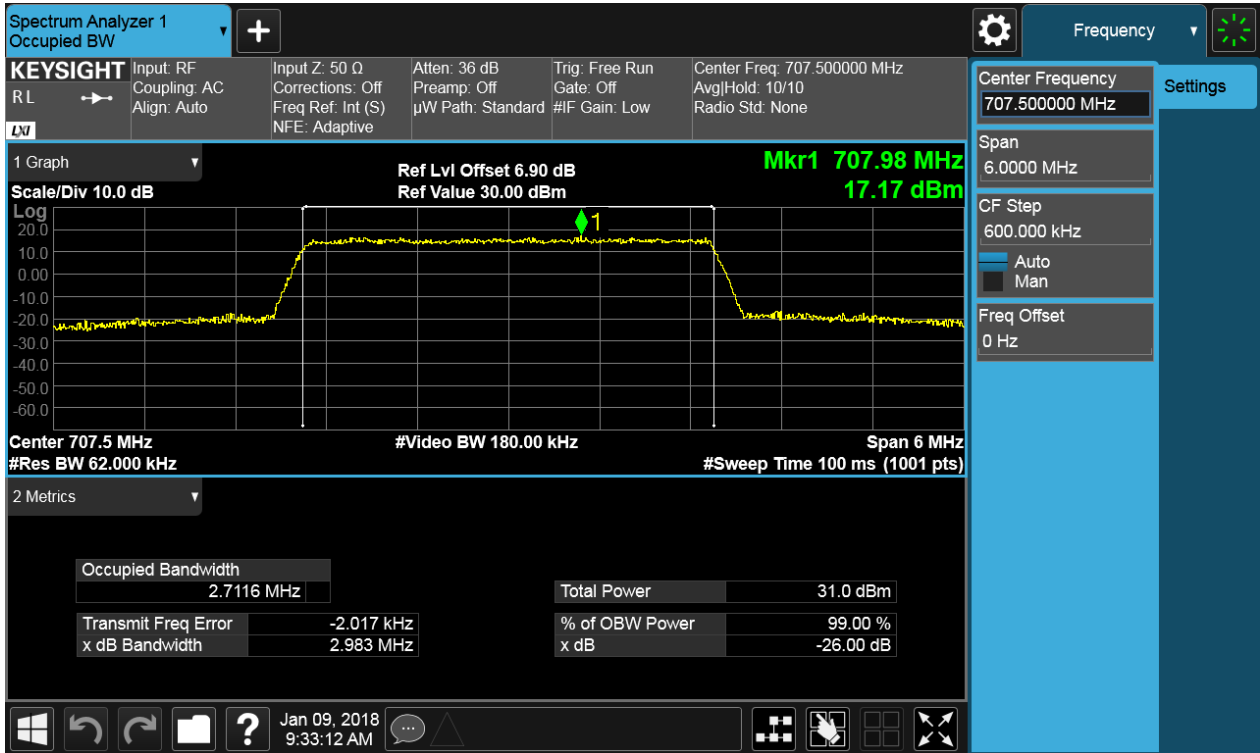 Spectrum Analyzer 1
Occupied BW
Frequency
KEYSIGHT
RL
LXI
Input: RF
Coupling: AC
Align: Auto
Input Z: 50 Ω
Corrections: Off
Freq Ref: Int (S)
NFE: Adaptive
Atten: 36 dB
Preamp: Off
µW Path: Standard
Trig: Free Run
Gate: Off
#IF Gain: Low
Center Freq: 707.500000 MHz
Avg|Hold: 10/10
Radio Std: None
Center Frequency
707.500000 MHz
Settings
Span
6.0000 MHz
CF Step
600.000 kHz
Auto
Man
Freq Offset
0 Hz
1 Graph
Scale/Div 10.0 dB
Ref Lvl Offset 6.90 dB
Ref Value 30.00 dBm
Mkr1 707.98 MHz
17.17 dBm
Log
1
20.0
10.0
0.00
-10.0
-20.0
-30.0
-40.0
-50.0
-60.0
Center 707.5 MHz
#Video BW 180.00 kHz
Span 6 MHz
#Res BW 62.000 kHz
#Sweep Time 100 ms (1001 pts)
2 Metrics
Occupied Bandwidth
2.7116 MHz
Total Power 31.0 dBm
Transmit Freq Error -2.017 kHz
% of OBW Power 99.00 %
x dB Bandwidth 2.983 MHz
x dB -26.00 dB
?
Jan 09, 2018
9:33:12 AM